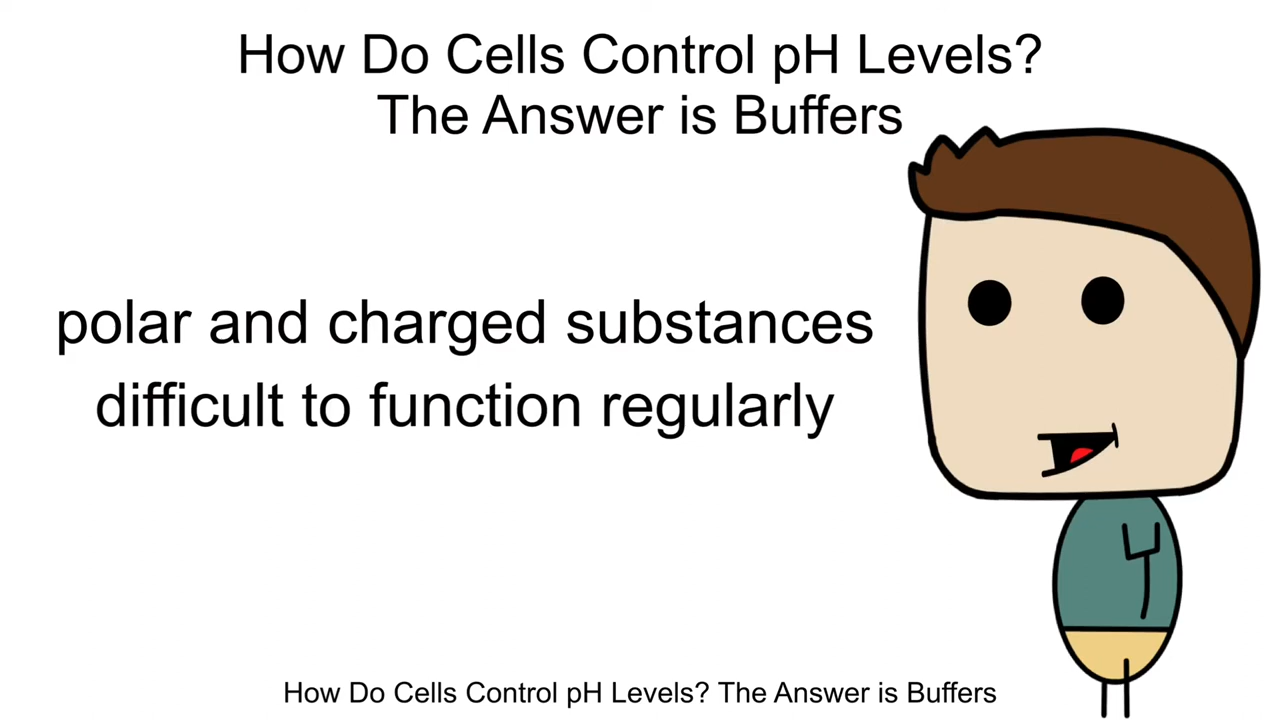 How Do Cells Control pH Levels?
The Answer is Buffers
polar and charged substances
difficult to function regularly
How Do Cells Control pH Levels? The Answer is Buffers